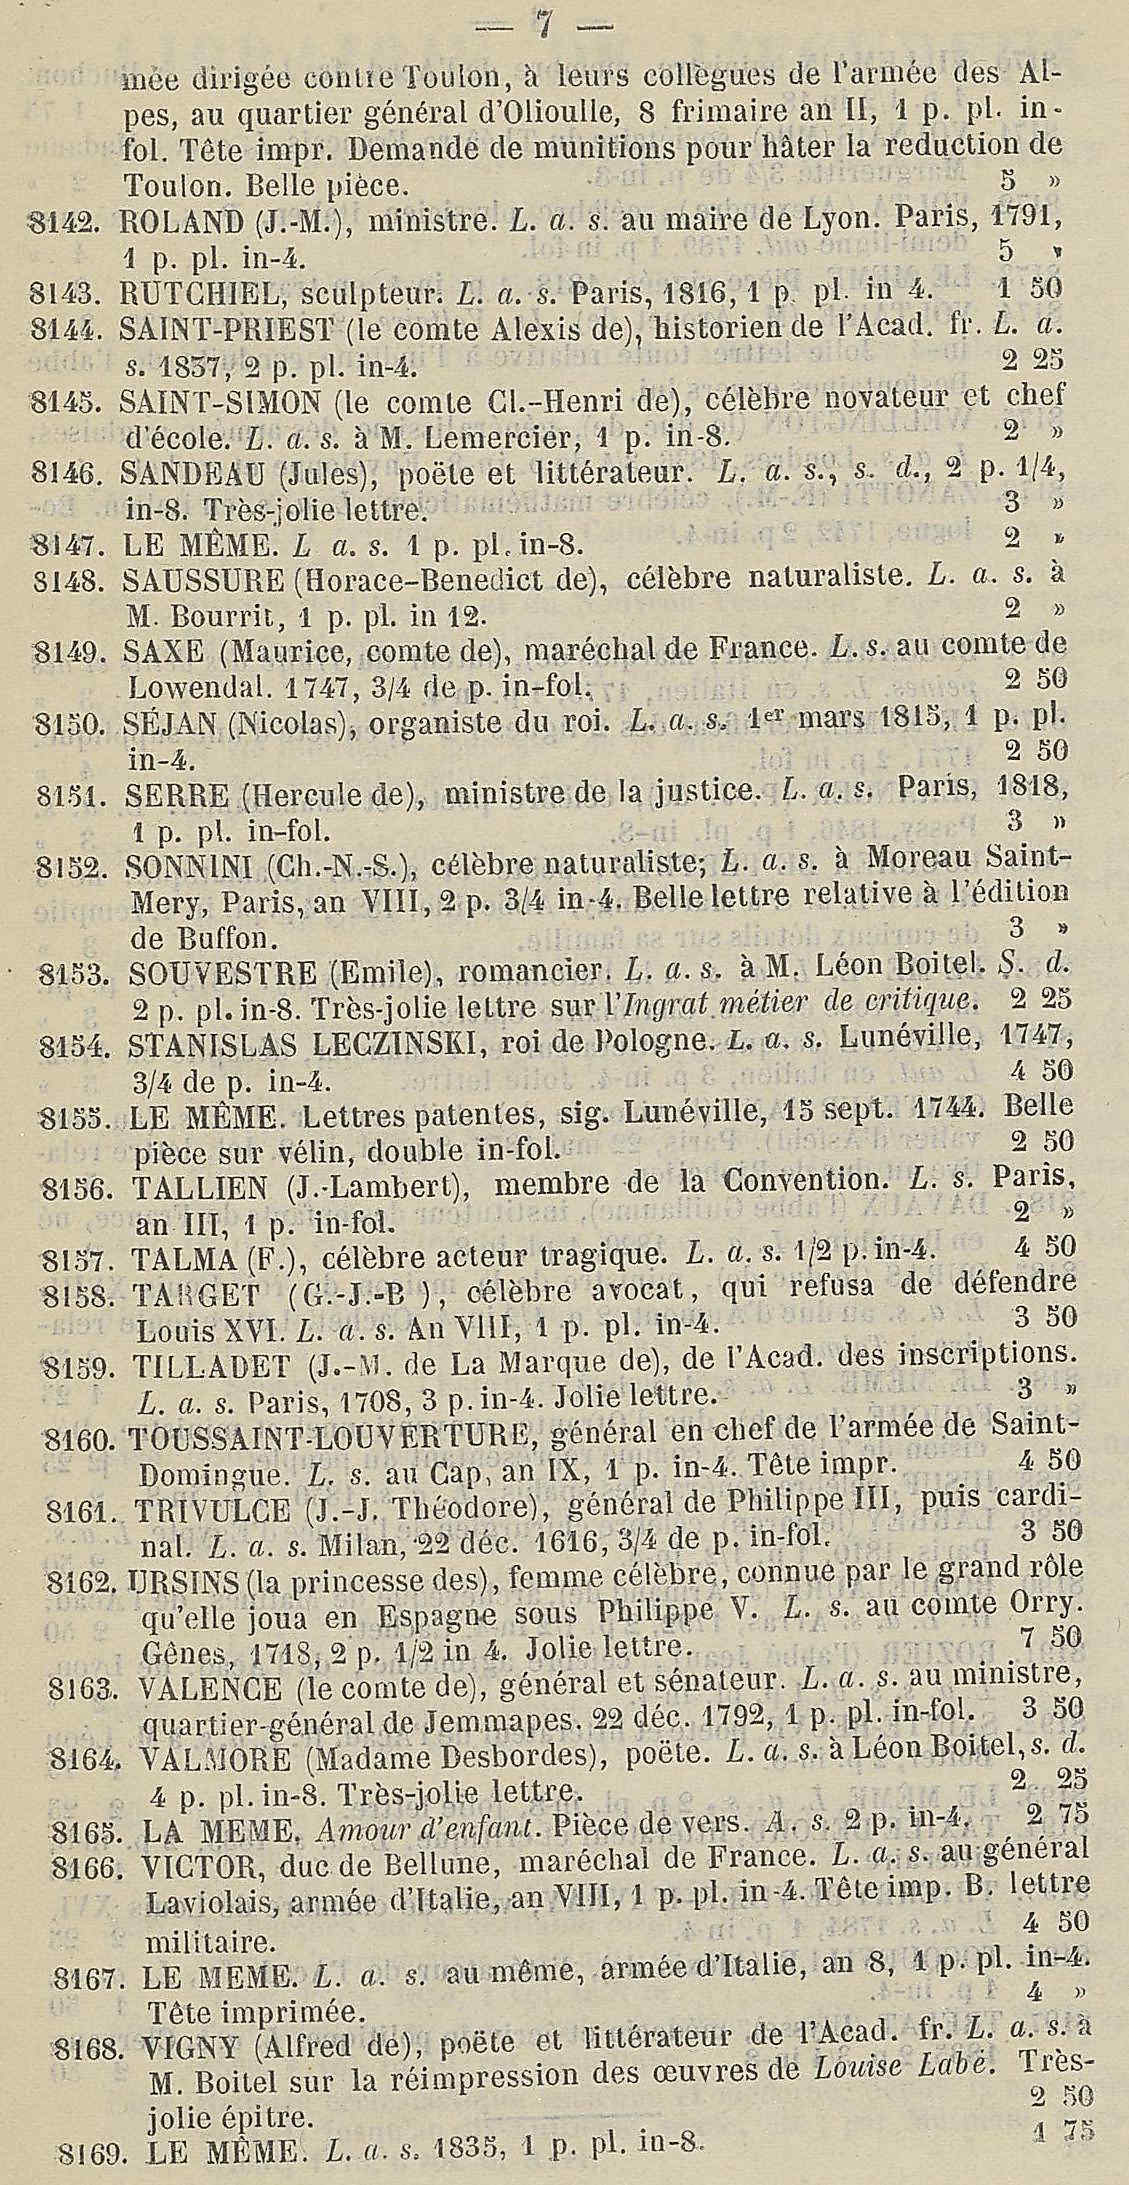 — 7 —
mée dirigée contre Toulon, à leurs collègues de l'armée des Al-
pes, au quartier général d'Olioulle, 8 frimaire an II, 1 p. pl. in-
fol. Tête impr. Demande de munitions pour hâter la reduction de
Toulon. Belle pièce. 5 »
8142. ROLAND (J.-M.), ministre. L. a. s. au maire de Lyon. Paris, 1791,
1 p. pl. in-4. 5 »
8143. RUTCHIEL, sculpteur. L. a. s. Paris, 1816, 1 p. pl. in 4. 1 50
8144. SAINT-PRIEST (le comte Alexis de), historien de l'Acad. fr. L. a.
s. 1837, 2 p. pl. in-4. 2 25
8145. SAINT-SIMON (le comte Cl.-Henri de), célèbre novateur et chef
d'école. L. a. s. à M. Lemercier, 1 p. in-8. 2 »
8146. SANDEAU (Jules), poëte et littérateur. L. a. s., s. d., 2 p. 1/4,
in-8. Très-jolie lettre. 3 »
8147. LE MÊME. L a. s. 1 p. pl. in-8. 2 »
8148. SAUSSURE (Horace-Benedict de), célèbre naturaliste. L. a. s. à
M. Bourrit, 1 p. pl. in 12. 2 »
8149. SAXE (Maurice, comte de), maréchal de France. L. s. au comte de
Lowendal. 1747, 3/4 de p. in-fol. 2 50
8150. SÉJAN (Nicolas), organiste du roi. L. a. s. 1er mars 1815, 1 p. pl.
in-4. 2 50
8151. SERRE (Hercule de), ministre de la justice. L. a. s. Paris, 1818,
1 p. pl. in-fol. 3 »
8152. SONNINI (Ch.-N.-S.), célèbre naturaliste; L. a. s. à Moreau Saint-
Mery, Paris, an VIII, 2 p. 3/4 in-4. Belle lettre relative à l'édition
de Buffon. 3 »
8153. SOUVESTRE (Emile), romancier. L. a. s. à M. Léon Boitel. S. d.
2 p. pl. in-8. Très-jolie lettre sur l'Ingrat métier de critique. 2 25
8154. STANISLAS LECZINSKI, roi de Pologne. L. a. s. Lunéville, 1747,
3/4 de p. in-4. 4 50
8155. LE MÊME. Lettres patentes, sig. Lunéville, 15 sept. 1744. Belle
pièce sur vélin, double in-fol. 2 50
8156. TALLIEN (J.-Lambert), membre de la Convention. L. s. Paris,
an III, 1 p. in-fol. 2 »
8157. TALMA (F.), célèbre acteur tragique. L. a. s. 1/2 p. in-4. 4 50
8158. TARGET (G.-J.-B ), célèbre avocat, qui refusa de défendre
Louis XVI. L. a. s. An VIII, 1 p. pl. in-4. 3 50
8159. TILLADET (J.-M. de La Marque de), de l'Acad. des inscriptions.
L. a. s. Paris, 1708, 3 p. in-4. Jolie lettre. 3 »
8160. TOUSSAINT-LOUVERTURE, général en chef de l'armée de Saint-
Domingue. L. s. au Cap, an IX, 1 p. in-4. Tête impr. 4 50
8161. TRIVULCE (J.-J. Théodore), général de Philippe III, puis cardi-
nal. L. a. s. Milan, 22 déc. 1616, 3/4 de p. in-fol. 3 50
8162. URSINS (la princesse des), femme célèbre, connue par le grand rôle
qu'elle joua en Espagne sous Philippe V. L. s. au comte Orry.
Gênes, 1718, 2 p. 1/2 in 4. Jolie lettre. 7 50
8163. VALENCE (le comte de), général et sénateur. L. a. s. au ministre,
quartier-général de Jemmapes. 22 déc. 1792, 1 p. pl. in-fol. 3 50
8164. VALMORE (Madame Desbordes), poëte. L. a. s. à Léon Boitel, s. d.
4 p. pl. in-8. Très-jolie lettre. 2 25
8165. LA MEME. Amour d'enfant. Pièce de vers. A. s. 2 p. in-4. 2 75
8166. VICTOR, duc de Bellune, maréchal de France. L. a. s. au général
Laviolais, armée d'Italie, an VIII, 1 p. pl. in-4. Tête imp. B. lettre
militaire. 4 50
8167. LE MEME. L. a. s. au même, armée d'Italie, an 8, 1 p. pl. in-4.
Tête imprimée. 4 »
8168. VIGNY (Alfred de), poëte et littérateur de l'Acad. fr. L. a. s. à
M. Boitel sur la réimpression des œuvres de Louise Labe. Très-
jolie épitre. 2 50
8169. LE MÊME. L. a. s. 1835, 1 p. pl. in-8. 1 75